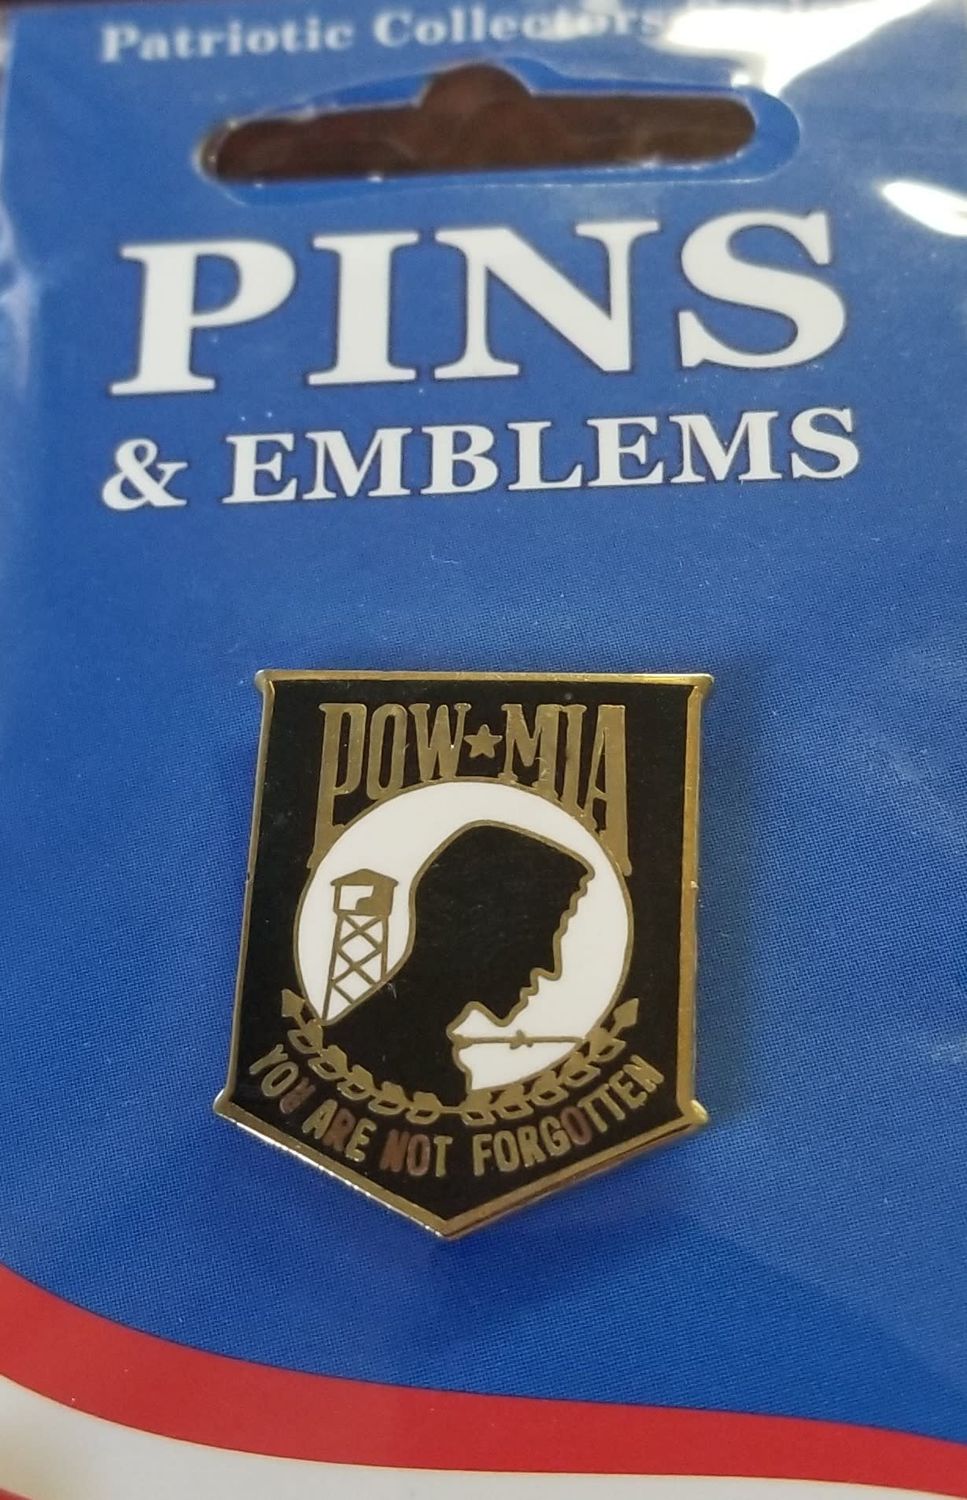 Patriotic Collectors
PINS
& EMBLEMS
POW★MIA
YOU ARE NOT FORGOTTEN